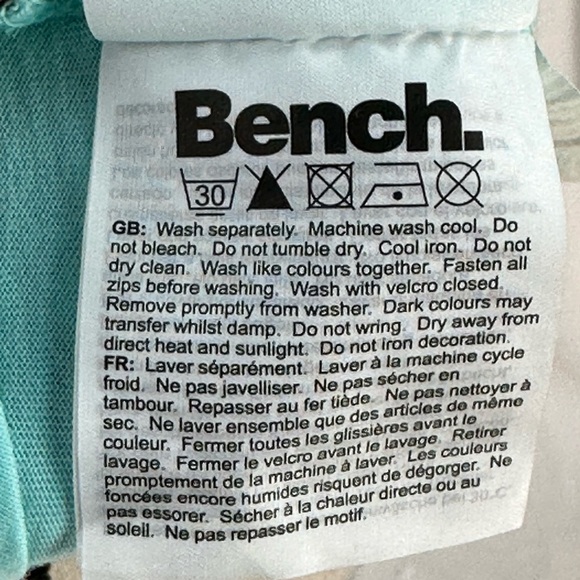 Bench.
30
GB: Wash separately. Machine wash cool. Do
not bleach. Do not tumble dry. Cool iron. Do not
dry clean. Wash like colours together. Fasten all
zips before washing. Wash with velcro closed.
Remove promptly from washer. Dark colours may
transfer whilst damp. Do not wring. Dry away from
direct heat and sunlight. Do not iron decoration.
FR: Laver séparément. Laver à la machine cycle
froid. Ne pas javelliser. Ne pas sécher en
tambour. Repasser au fer tiède. Ne pas nettoyer à
sec. Ne laver ensemble que des articles de même
couleur. Fermer toutes les glissières avant le
lavage. Fermer le velcro avant le lavage. Retirer
promptement de la machine à laver. Les couleurs
foncées encore humides risquent de dégorger. Ne
pas essorer. Sécher à la chaleur directe ou au
soleil. Ne pas repasser le motif.